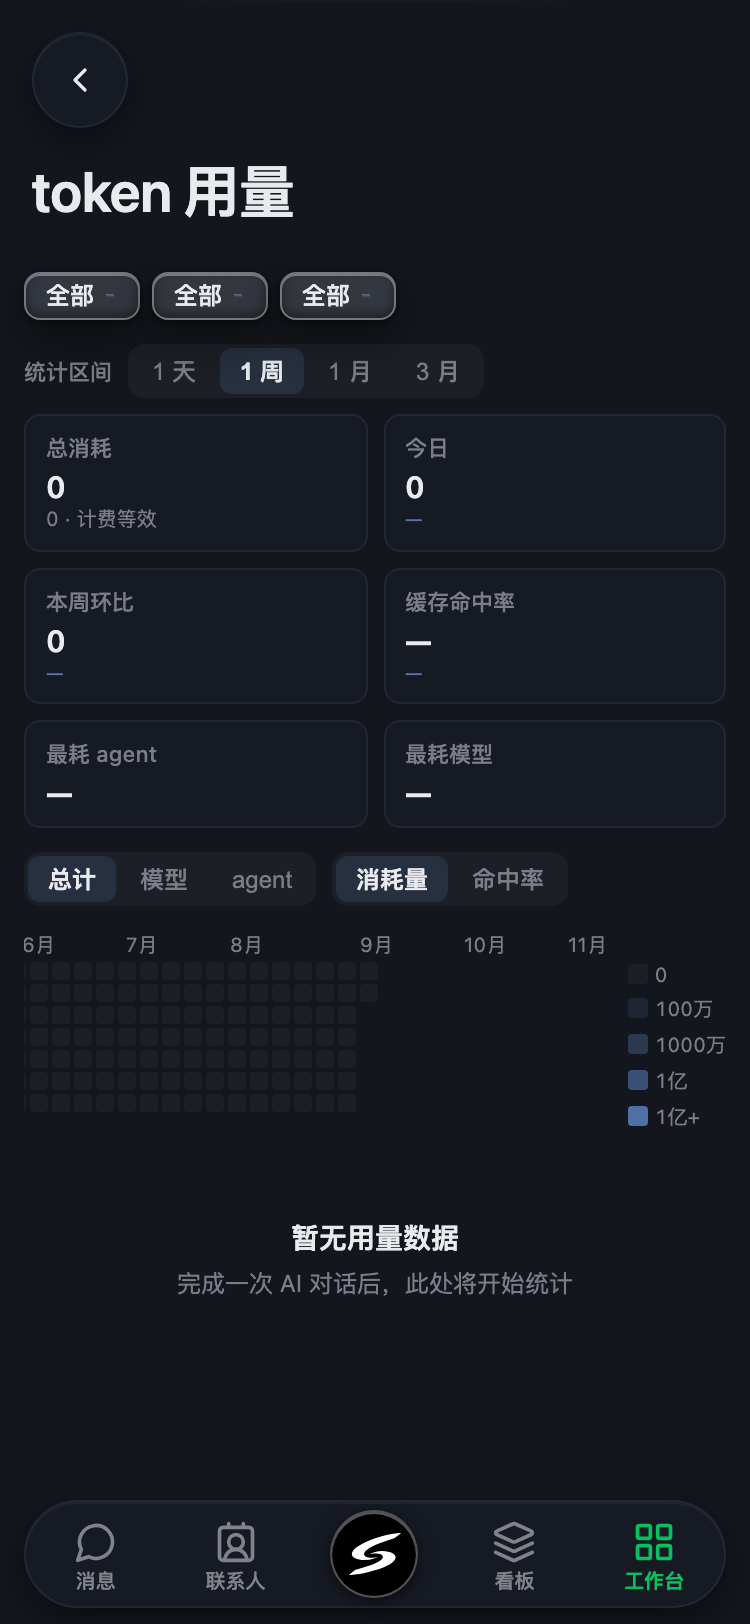 token 用量
全部 - 全部 - 全部 -
统计区间 1 天 1 周 1 月 3 月
总消耗
0
0 · 计费等效
今日
0
—
本周环比
0
—
缓存命中率
—
—
最耗 agent
—
最耗模型
—
总计 模型 agent 消耗量 命中率
6月 7月 8月 9月 10月 11月
0
100万
1000万
1亿
1亿+
暂无用量数据
完成一次 AI 对话后，此处将开始统计
消息 联系人 看板 工作台